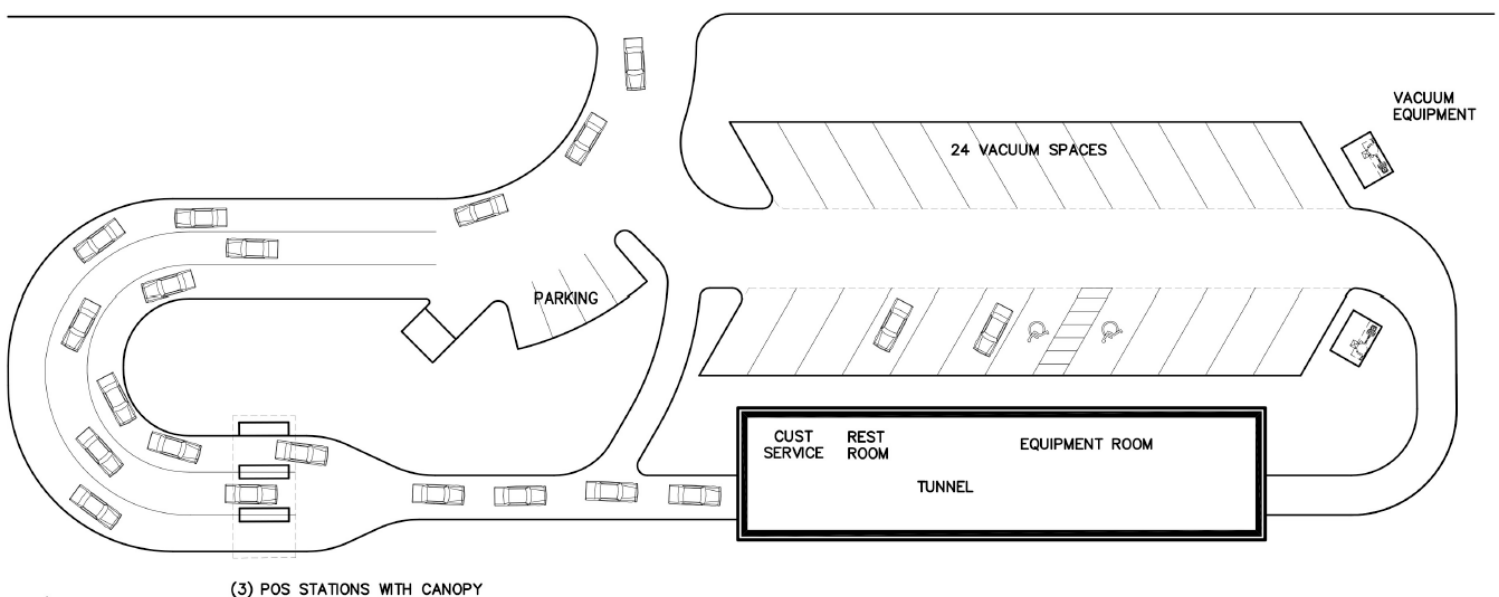 VACUUM
EQUIPMENT
24 VACUUM SPACES
PARKING
CUST
SERVICE
REST
ROOM
EQUIPMENT ROOM
TUNNEL
(3) POS STATIONS WITH CANOPY